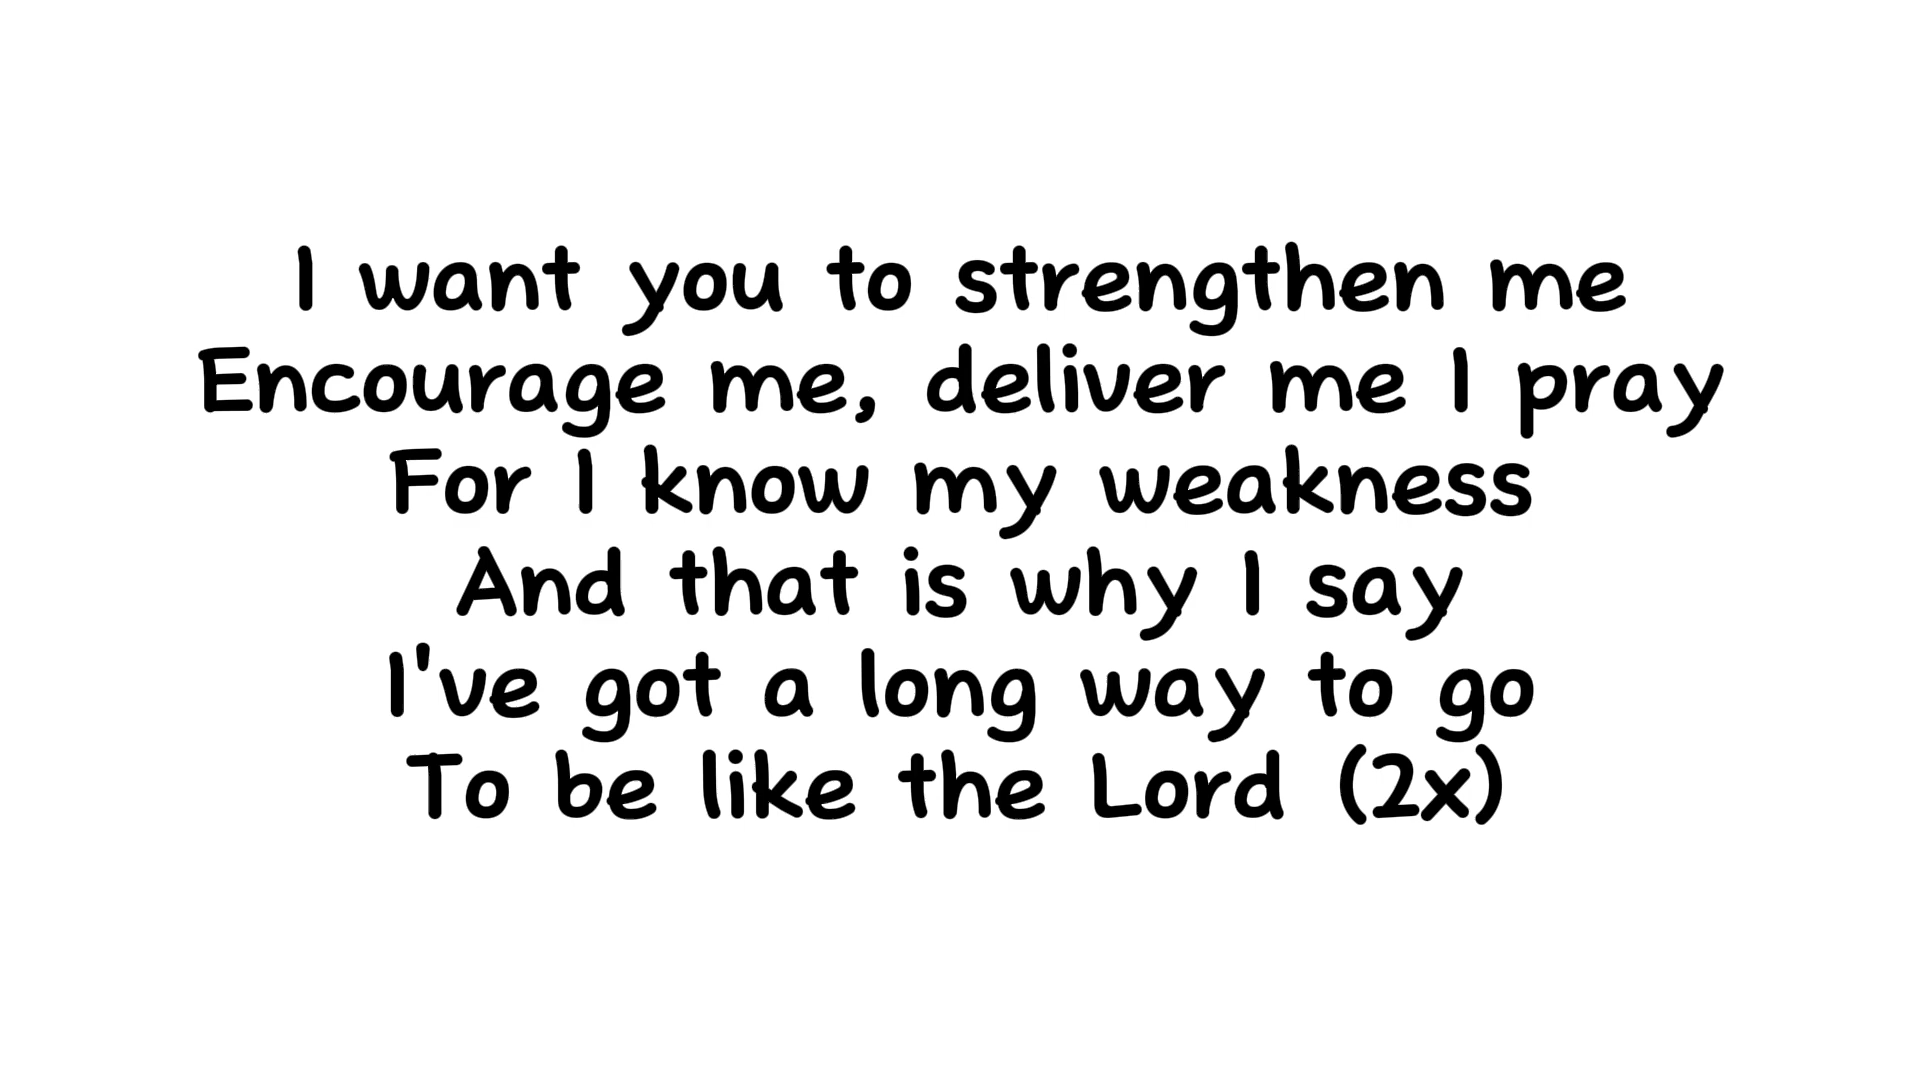 I want you to strengthen me
Encourage me, deliver me I pray
For I know my weakness
And that is why I say
I've got a long way to go
To be like the Lord (2x)